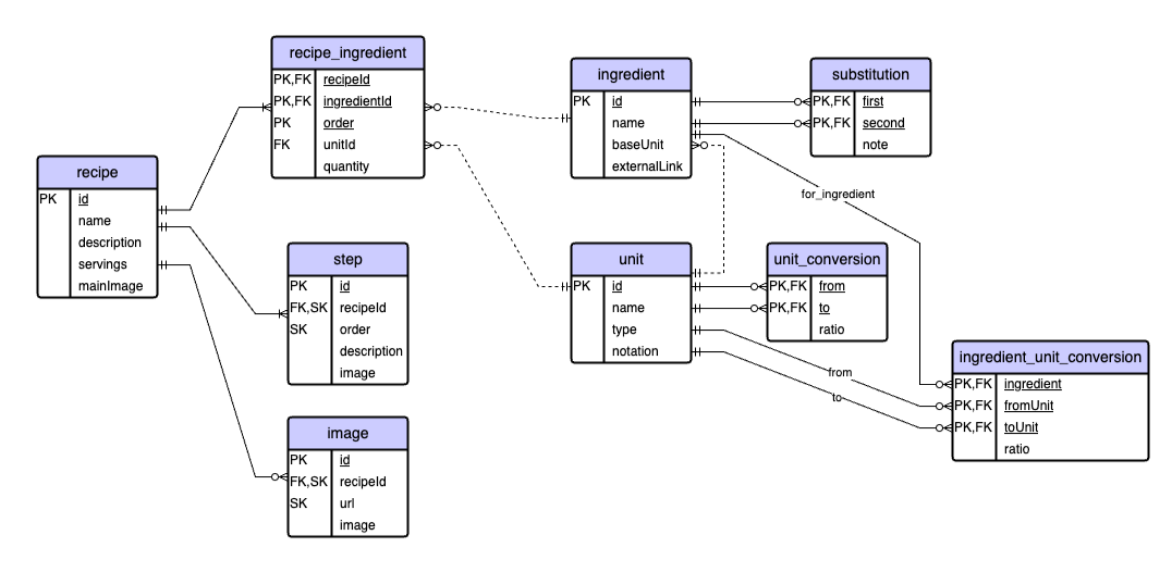 recipe_ingredient
PK,FK recipeId
PK,FK ingredientId
PK order
FK unitId
quantity
ingredient
PK id
name
baseUnit
externalLink
substitution
PK,FK first
PK,FK second
note
recipe
PK id
name
description
servings
mainImage
for_ingredient
step
PK id
FK,SK recipeId
SK order
description
image
unit
PK id
name
type
notation
unit_conversion
PK,FK from
PK,FK to
ratio
from
to
ingredient_unit_conversion
PK,FK ingredient
PK,FK fromUnit
PK,FK toUnit
ratio
image
PK id
FK,SK recipeId
SK url
image